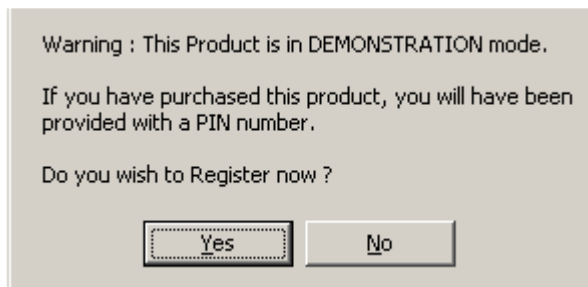 Warning : This Product is in DEMONSTRATION mode.
If you have purchased this product, you will have been
provided with a PIN number.
Do you wish to Register now ?
Yes
No